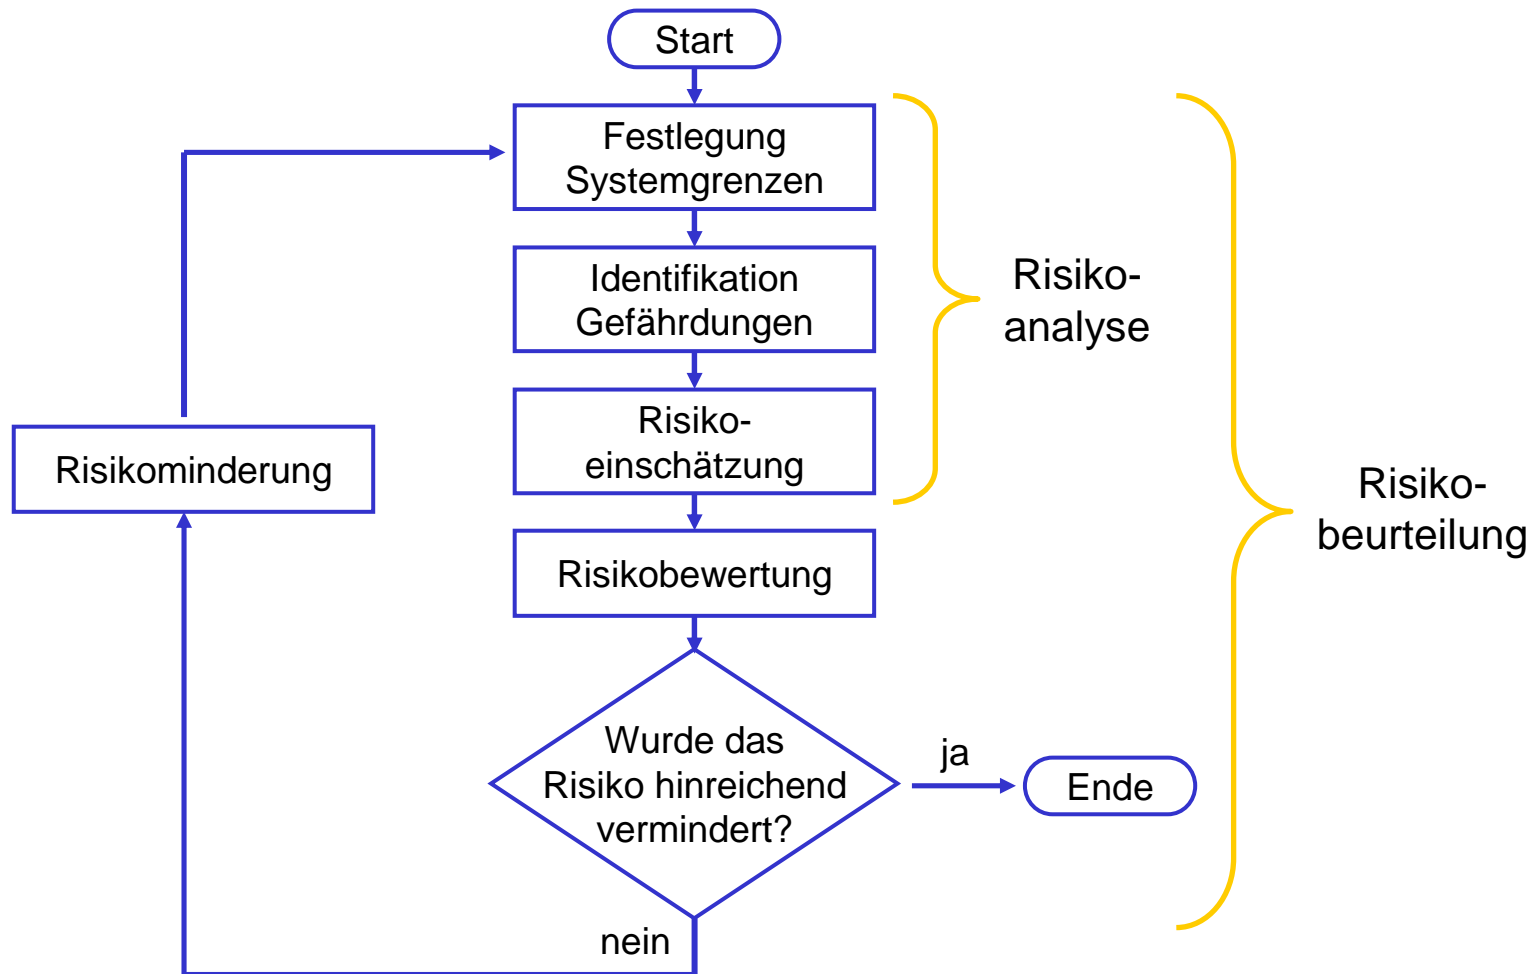 Start
Festlegung
Systemgrenzen
Identifikation
Gefährdungen
Risiko-
analyse
Risiko-
einschätzung
Risikominderung
Risiko-
beurteilung
Risikobewertung
Wurde das
Risiko hinreichend
vermindert?
ja
Ende
nein